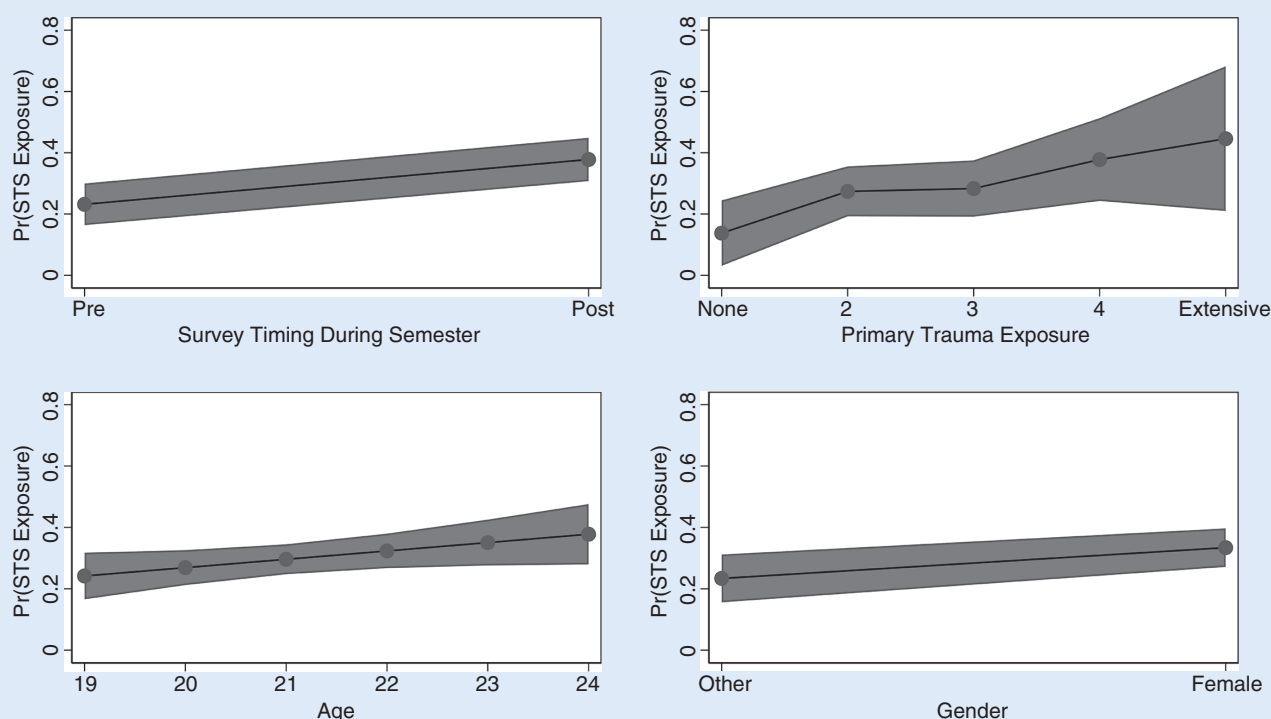 Pr(STS Exposure)
0.8
0.6
0.4
0.2
0
Pre Post
Survey Timing During Semester
Pr(STS Exposure)
0.8
0.6
0.4
0.2
0
None 2 3 4 Extensive
Primary Trauma Exposure
Pr(STS Exposure)
0.8
0.6
0.4
0.2
0
19 20 21 22 23 24
Age
Pr(STS Exposure)
0.8
0.6
0.4
0.2
0
Other Female
Gender